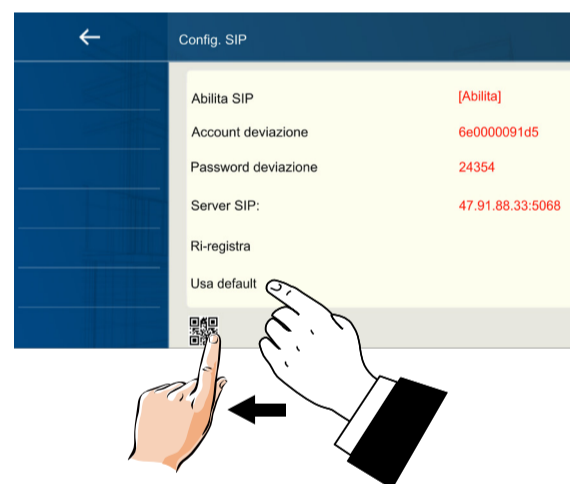 Config. SIP
Abilita SIP [Abilita]
Account deviazione 6e0000091d5
Password deviazione 24354
Server SIP: 47.91.88.33:5068
Ri-registra
Usa default